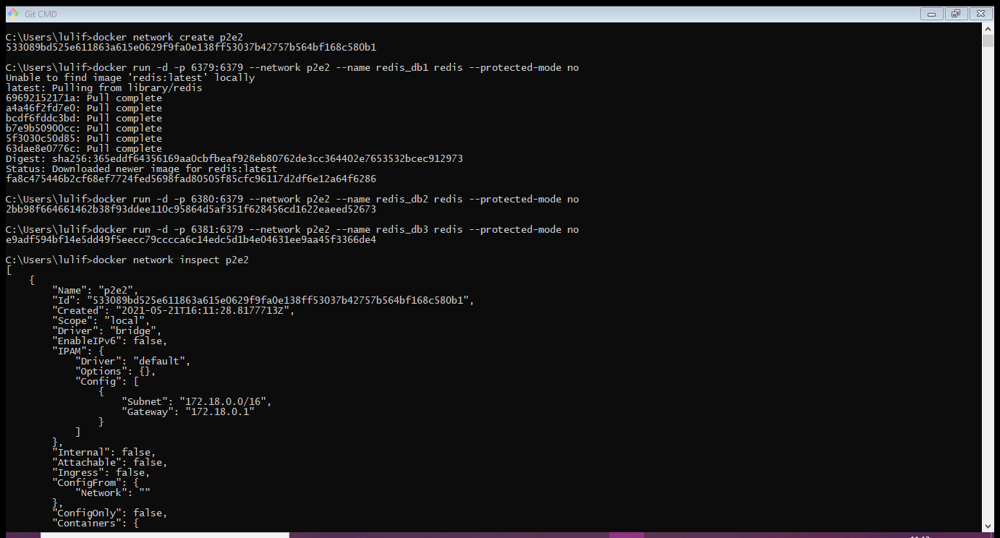 Git CMD
C:\Users\lulif>docker network create p2e2
533089bd525e611863a615e0629f9fa0e138ff53037b42757b564bf168c580b1
C:\Users\lulif>docker run -d -p 6379:6379 --network p2e2 --name redis_db1 redis --protected-mode no
Unable to find image 'redis:latest' locally
latest: Pulling from library/redis
69692152171a: Pull complete
a4a46f2fd7e0: Pull complete
bcdf6fddc3bd: Pull complete
b7e9b50900cc: Pull complete
5f3030c50d85: Pull complete
63dae8e0776c: Pull complete
Digest: sha256:365eddf64356169aa0cbfbeaf928eb80762de3cc364402e7653532bcec912973
Status: Downloaded newer image for redis:latest
fa8c475446b2cf68ef7724fed5698fad80505f85cfc96117d2df6e12a64f6286
C:\Users\lulif>docker run -d -p 6380:6379 --network p2e2 --name redis_db2 redis --protected-mode no
2bb98f664661462b38f93ddee110c95864d5af351f628456cd1622eaeed52673
C:\Users\lulif>docker run -d -p 6381:6379 --network p2e2 --name redis_db3 redis --protected-mode no
e9adf594bf14e5dd49f5eecc79cccca6c14edc5d1b4e04631ee9aa45f3366de4
C:\Users\lulif>docker network inspect p2e2
[
    {
        "Name": "p2e2",
        "Id": "533089bd525e611863a615e0629f9fa0e138ff53037b42757b564bf168c580b1",
        "Created": "2021-05-21T16:11:28.8177713Z",
        "Scope": "local",
        "Driver": "bridge",
        "EnableIPv6": false,
        "IPAM": {
            "Driver": "default",
            "Options": {},
            "Config": [
                {
                    "Subnet": "172.18.0.0/16",
                    "Gateway": "172.18.0.1"
                }
            ]
        },
        "Internal": false,
        "Attachable": false,
        "Ingress": false,
        "ConfigFrom": {
            "Network": ""
        },
        "ConfigOnly": false,
        "Containers": {